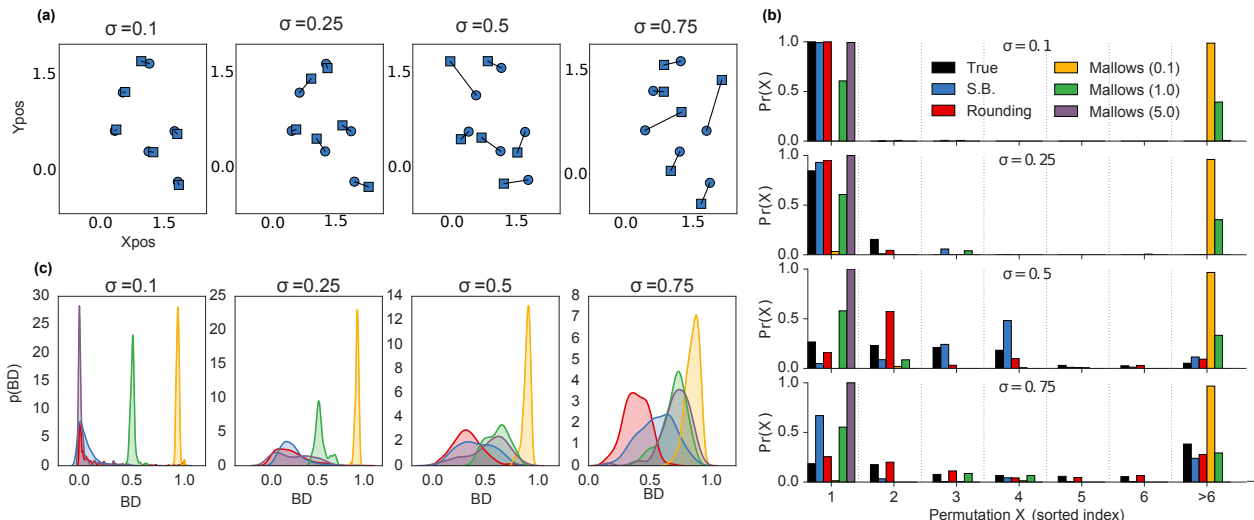 (a)
σ =0.1
σ =0.25
σ =0.5
σ =0.75
1.5
0.0
Ypos
0.0 1.5
Xpos
1.5
0.0
0.0 1.5
1.5
0.0
0.0 1.5
1.5
0.0
0.0 1.5
(c)
σ =0.1
σ =0.25
σ =0.5
σ =0.75
30
25
20
15
10
5
0
p(BD)
0.0 0.5 1.0
BD
25
20
15
10
5
0
0.0 0.5 1.0
BD
14
12
10
8
6
4
2
0
0.0 0.5 1.0
BD
8
7
6
5
4
3
2
1
0
0.0 0.5 1.0
BD
(b)
σ = 0.1
True
S.B.
Rounding
Mallows (0.1)
Mallows (1.0)
Mallows (5.0)
1.0
0.5
0.0
Pr(X)
σ = 0.25
1.0
0.5
0.0
Pr(X)
σ = 0.5
1.0
0.5
0.0
Pr(X)
σ = 0.75
1.0
0.5
0.0
Pr(X)
1 2 3 4 5 6 >6
Permutation X (sorted index)